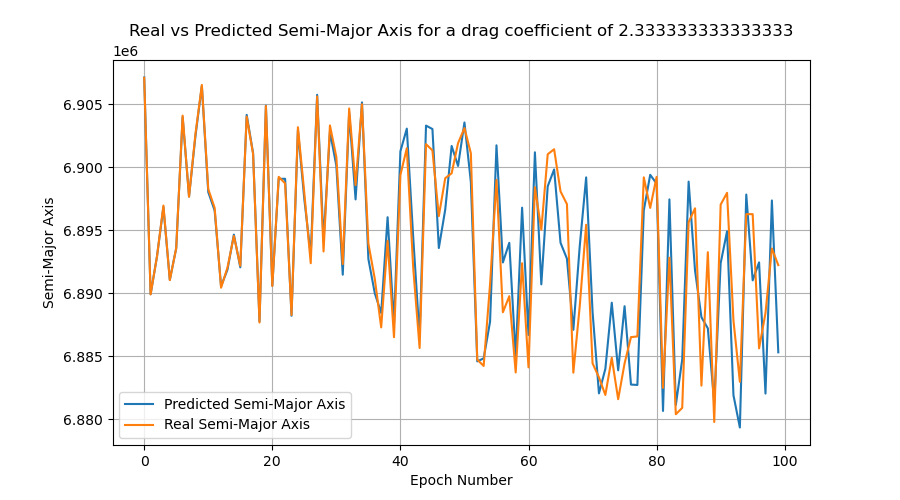 Real vs Predicted Semi-Major Axis for a drag coefficient of 2.333333333333333
1e6
6.905
6.900
6.895
6.890
6.885
6.880
Semi-Major Axis
Predicted Semi-Major Axis
Real Semi-Major Axis
0 20 40 60 80 100
Epoch Number